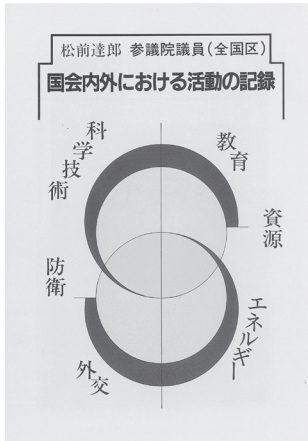 松前達郎 参議院議員(全国区)
国会内外における活動の記録
科学技術
教育
資源
防衛
エネルギー
外交